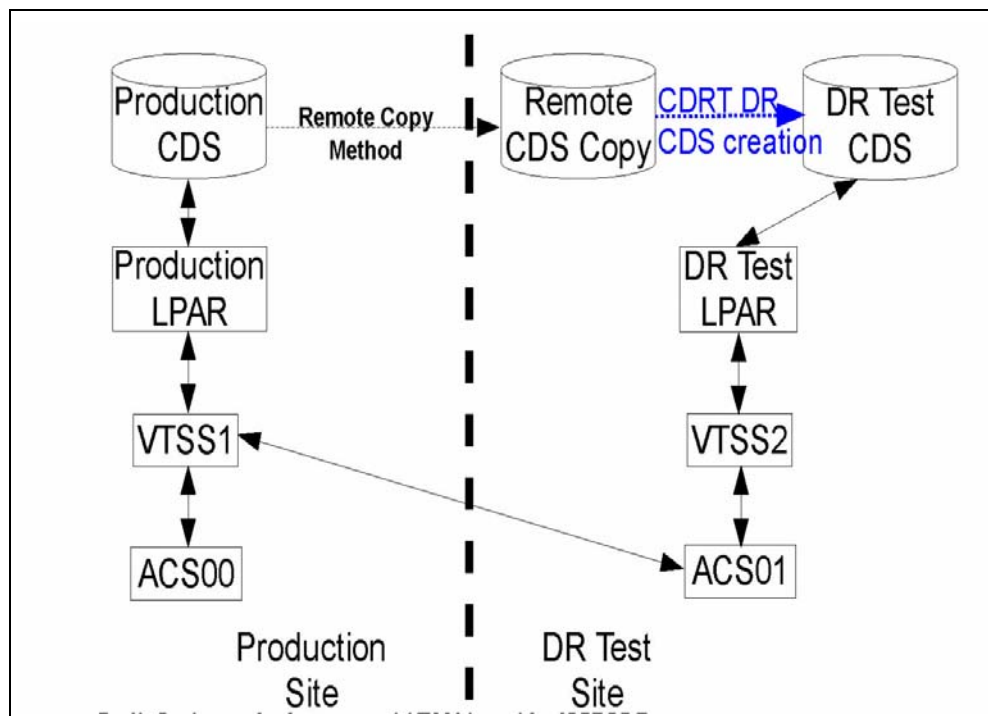 Production
CDS
Remote Copy
Method
Remote
CDS Copy
CDRT DR
CDS creation
DR Test
CDS
Production
LPAR
DR Test
LPAR
VTSS1
VTSS2
ACS00
ACS01
Production
Site
DR Test
Site